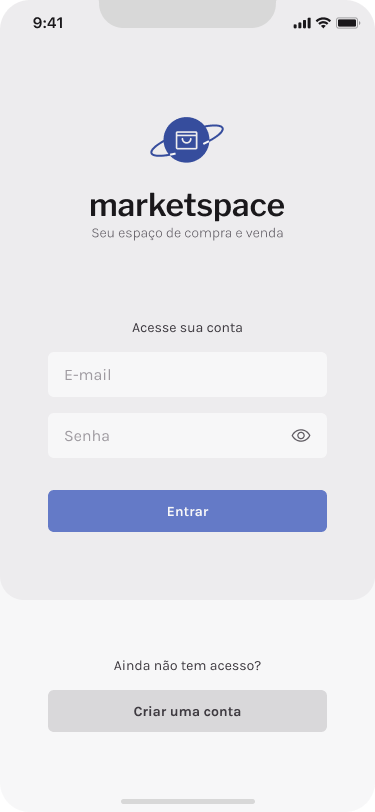 9:41
marketspace
Seu espaço de compra e venda
Acesse sua conta
E-mail
Senha
Entrar
Ainda não tem acesso?
Criar uma conta